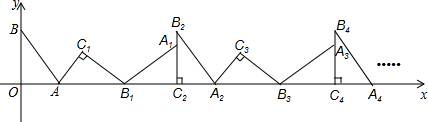 y
B B₂ B₄
C₁ A₁ C₃ A₃ •••••
O A B₁ C₂ A₂ B₃ C₄ A₄ x